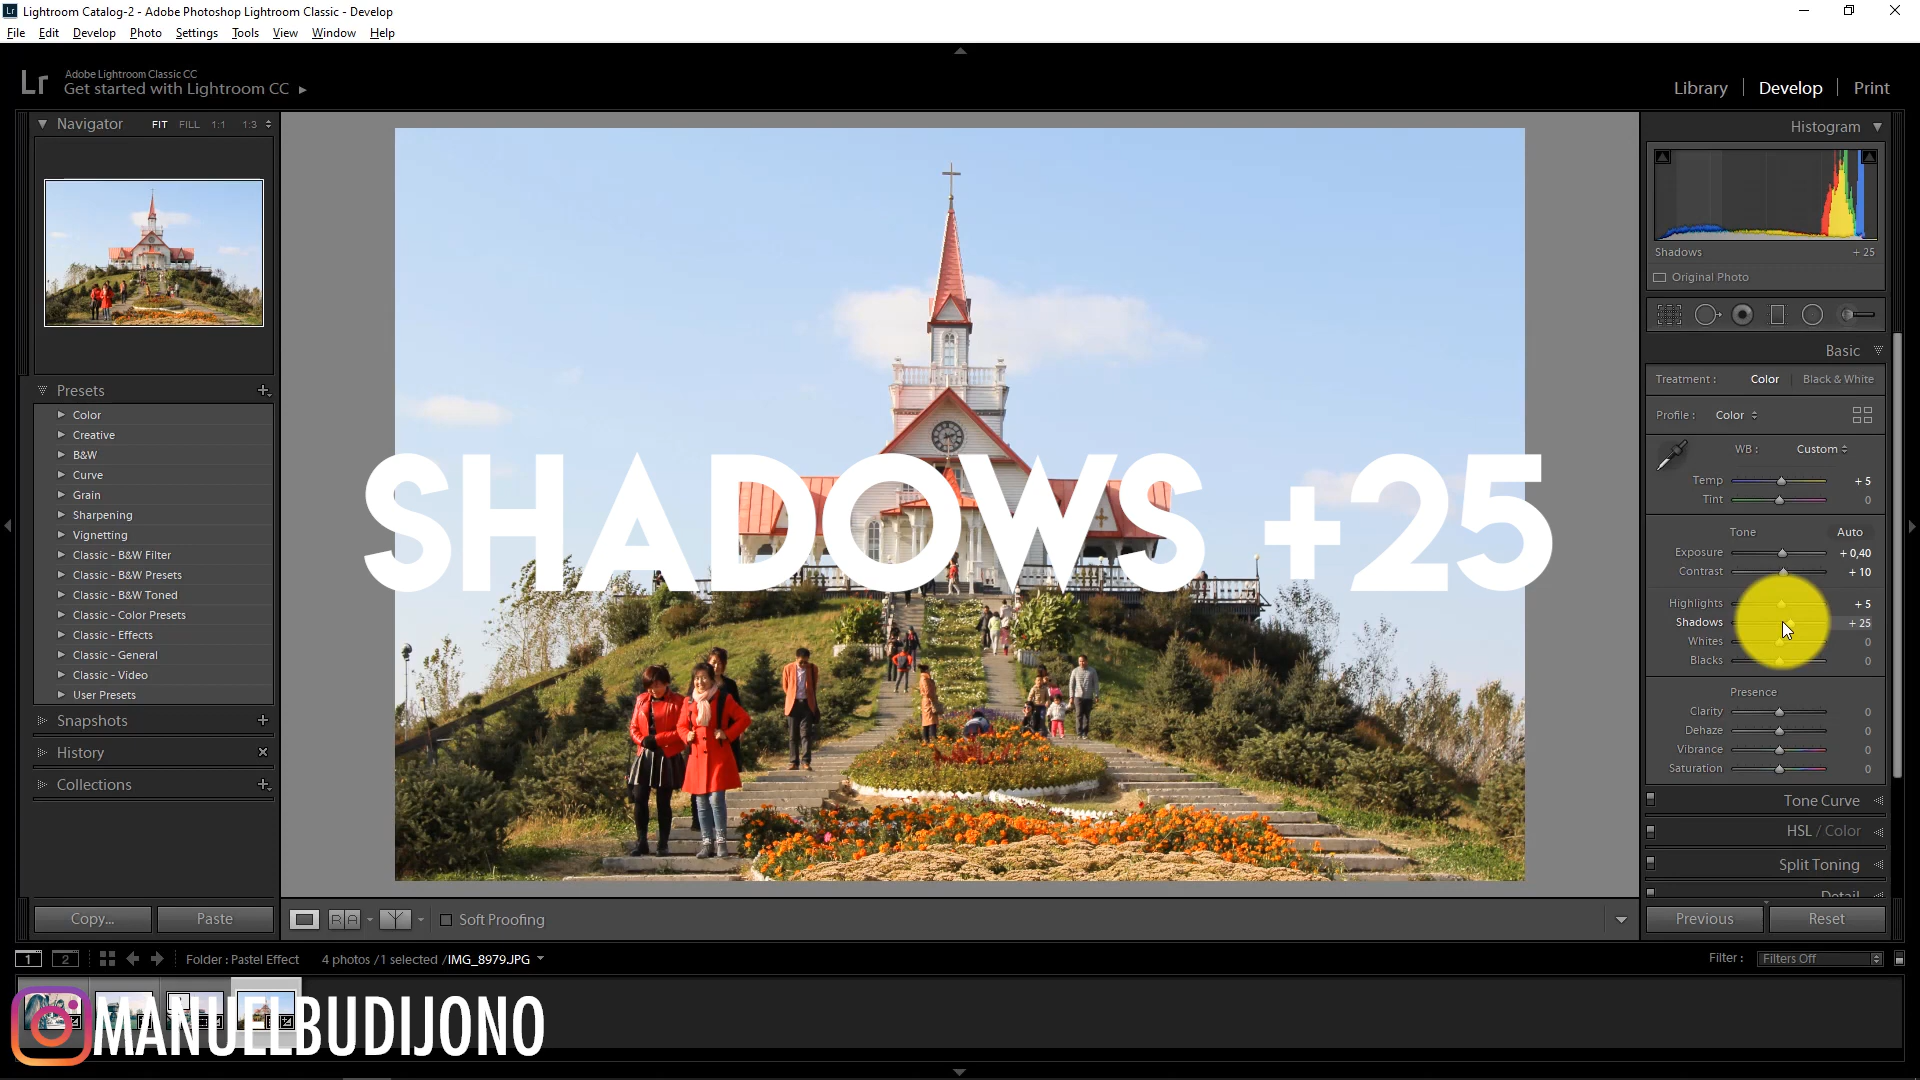 Lightroom Catalog-2 - Adobe Photoshop Lightroom Classic - Develop
File Edit Develop Photo Settings Tools View Window Help
Lr Adobe Lightroom Classic CC
Get started with Lightroom CC
Library Develop Print
Navigator FIT FILL 1:1 1:3
Histogram
Shadows + 25
Original Photo
Basic
Treatment : Color Black & White
Profile : Color
WB : Custom
Temp + 5
Tint 0
Tone Auto
Exposure + 0,40
Contrast + 10
Highlights + 5
Shadows + 25
Whites 0
Blacks 0
Presence
Clarity 0
Dehaze 0
Vibrance 0
Saturation 0
Tone Curve
HSL / Color
Split Toning
Detail
Previous Reset
Presets
Color
Creative
B&W
Curve
Grain
Sharpening
Vignetting
Classic - B&W Filter
Classic - B&W Presets
Classic - B&W Toned
Classic - Color Presets
Classic - Effects
Classic - General
Classic - Video
User Presets
Snapshots
History
Collections
Copy... Paste
SHADOWS +25
R A Y Soft Proofing
1 2 Folder : Pastel Effect 4 photos / 1 selected / IMG_8979.JPG
Filter : Filters Off
MANUELBUDIJONO